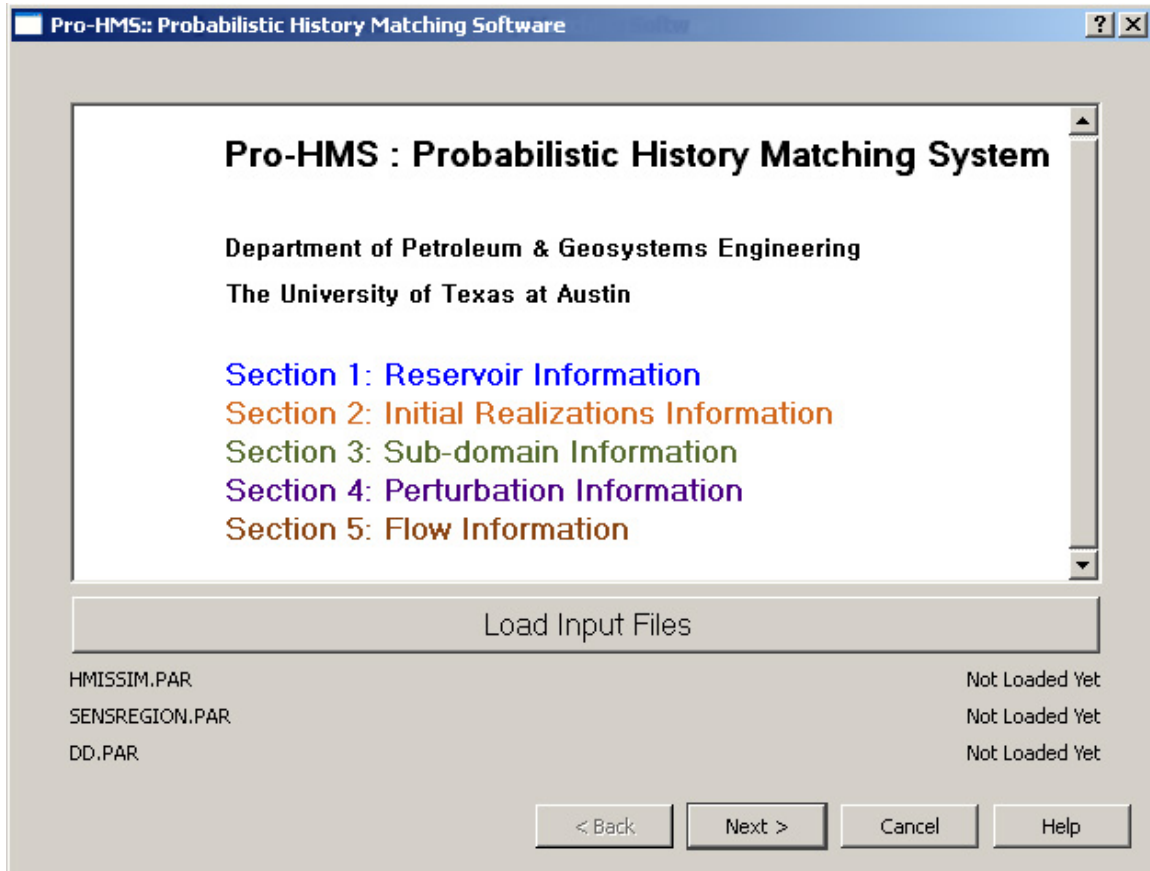 Pro-HMS:: Probabilistic History Matching Software
Pro-HMS : Probabilistic History Matching System
Department of Petroleum & Geosystems Engineering
The University of Texas at Austin
Section 1: Reservoir Information
Section 2: Initial Realizations Information
Section 3: Sub-domain Information
Section 4: Perturbation Information
Section 5: Flow Information
Load Input Files
HMISSIM.PAR Not Loaded Yet
SENSREGION.PAR Not Loaded Yet
DD.PAR Not Loaded Yet
< Back Next > Cancel Help